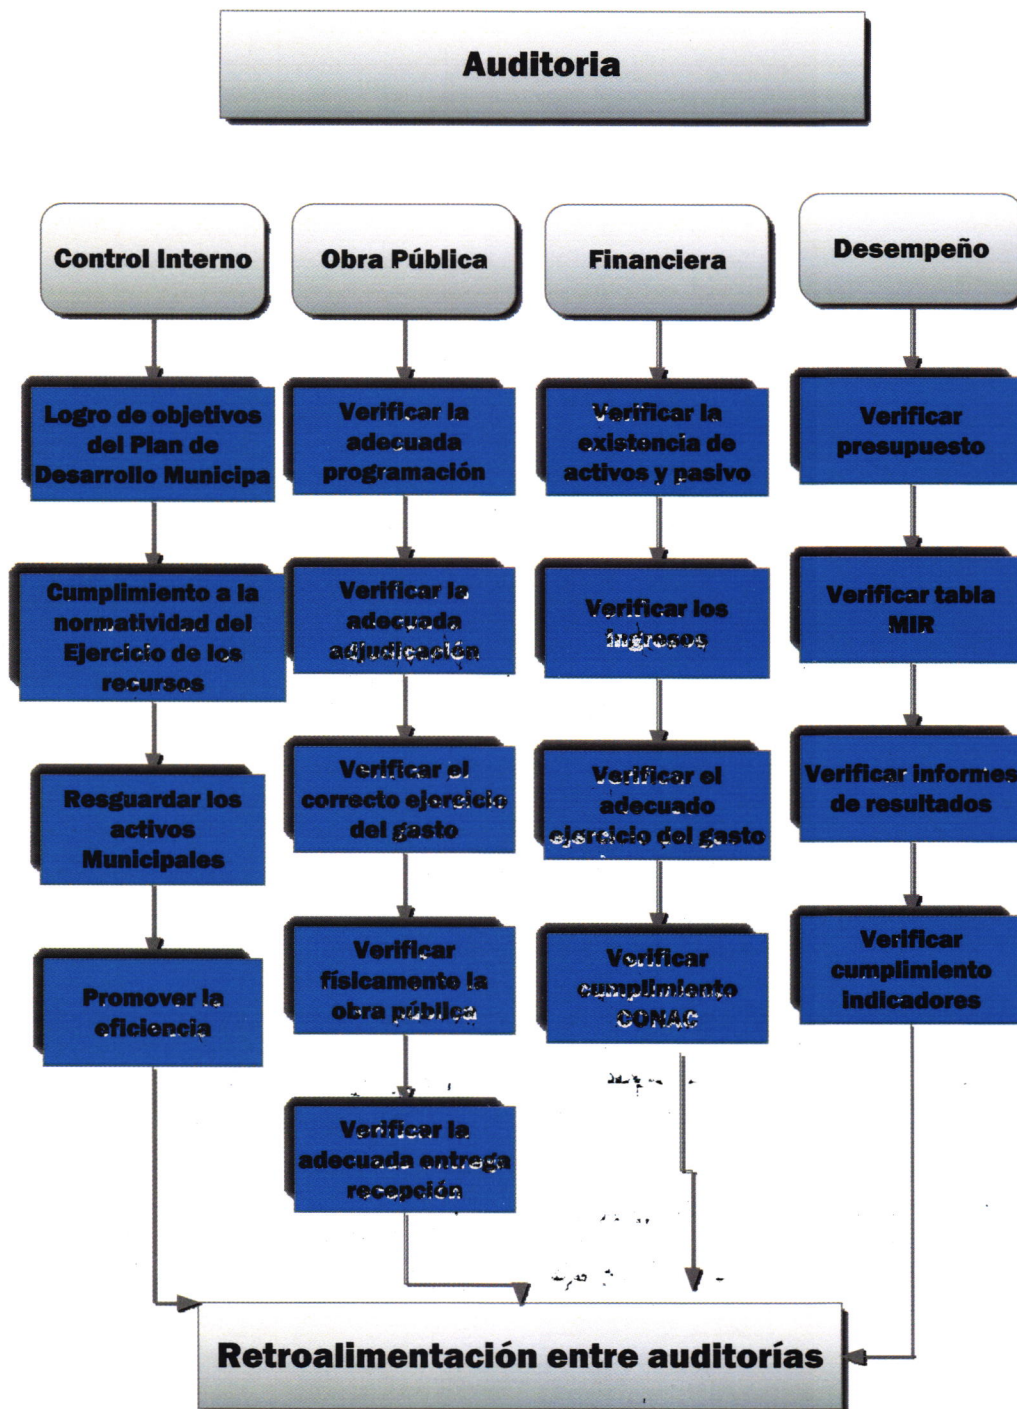 Auditoria
Control Interno
Logro de objetivos
del Plan de
Desarrollo Municipa
Cumplimiento a la
normatividad del
Ejercicio de los
recursos
Resguardar los
activos
Municipales
Promover la
eficiencia
Obra Pública
Verificar la
adecuada
programación
Verificar la
adecuada
adjudicación
Verificar el
correcto ejercicio
del gasto
Verificar
físicamente la
obra pública
Verificar la
adecuada entrega
recepción
Financiera
Verificar la
existencia de
activos y pasivo
Verificar los
ingresos
Verificar el
adecuado
ejercicio del gasto
Verificar
cumplimiento
CONAC
Desempeño
Verificar
presupuesto
Verificar tabla
MIR
Verificar informes
de resultados
Verificar
cumplimiento
indicadores
Retroalimentación entre auditorías